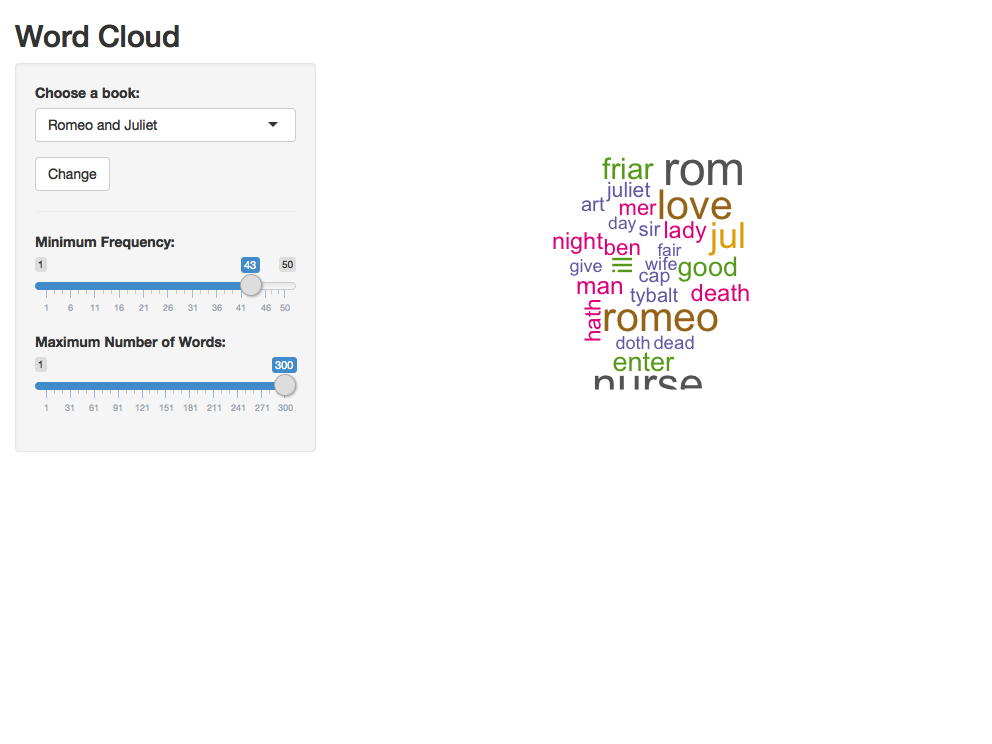 Word Cloud
Choose a book:
Romeo and Juliet
Change
Minimum Frequency:
1 43 50
1 6 11 16 21 26 31 36 41 46 50
Maximum Number of Words:
1 300
1 31 61 91 121 151 181 211 241 271 300
friar rom
juliet
art mer love
day sir lady jul
night ben fair
give ill wife good
cap
man tybalt death
hath romeo
doth dead
enter
nurse